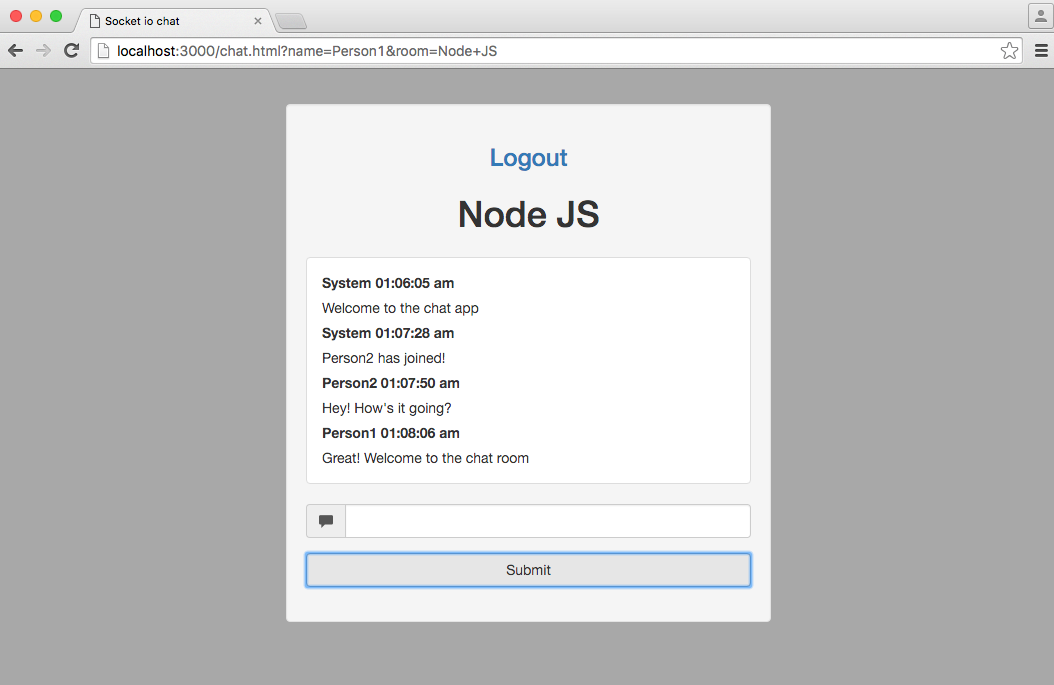 Socket io chat
localhost:3000/chat.html?name=Person1&room=Node+JS
Logout
Node JS
System 01:06:05 am
Welcome to the chat app
System 01:07:28 am
Person2 has joined!
Person2 01:07:50 am
Hey! How's it going?
Person1 01:08:06 am
Great! Welcome to the chat room
Submit